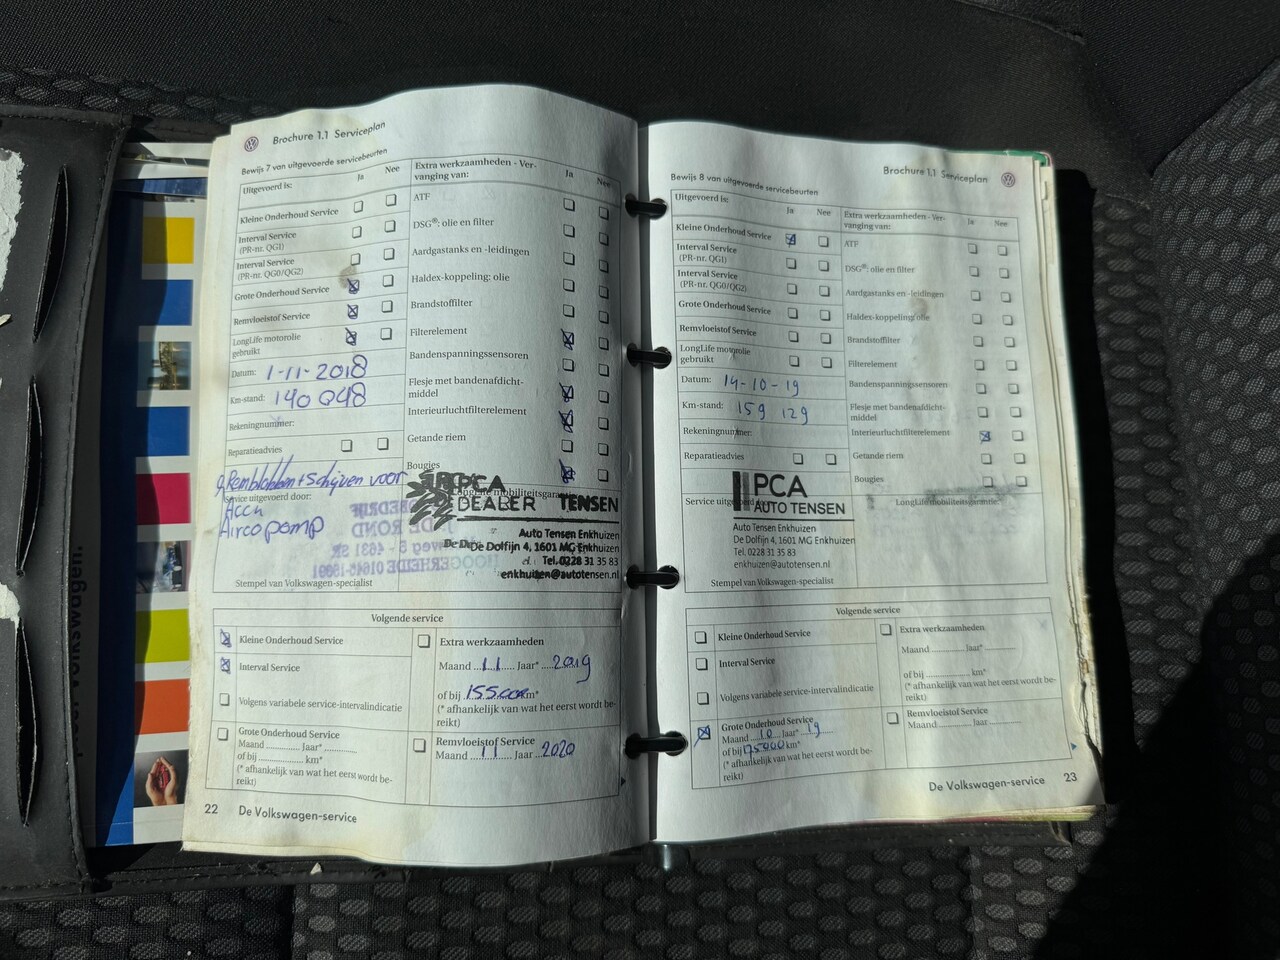 Brochure 1.1 Serviceplan
Bewijs 7 van uitgevoerde servicebeurten
Uitgevoerd is:
Ja
Nee
Kleine Onderhoud Service
Interval Service
(PR-nr. QG1)
Interval Service
(PR-nr. QG0/QG2)
Grote Onderhoud Service
Remvloeistof Service
LongLife motorolie
gebruikt
Datum: 1-11-2018
Km-stand: 140 048
Rekeningnummer:
Reparatieadvies
Remblokken + schijven voor
Service uitgevoerd door:
Accu
Aircopomp
Stempel van Volkswagen-specialist
Extra werkzaamheden - Ver-
vanging van:
Ja
Nee
ATF
DSG®: olie en filter
Aardgastanks en -leidingen
Haldex-koppeling: olie
Brandstoffilter
Filterelement
Bandenspanningssensoren
Flesje met bandenafdicht-
middel
Interieurluchtfilterelement
Getande riem
Bougies
PCA
DEALER TENSEN
Auto Tensen Enkhuizen
De Dolfijn 4, 1601 MG Enkhuizen
Tel. 0228 31 35 83
enkhuizen@autotensen.nl
Volgende service
Kleine Onderhoud Service
Interval Service
Volgens variabele service-intervalindicatie
Grote Onderhoud Service
Maand ............ Jaar* ............
of bij ............ km*
(* afhankelijk van wat het eerst wordt be-
reikt)
Extra werkzaamheden
Maand 11 Jaar* 2019
of bij 155.000 km*
(* afhankelijk van wat het eerst wordt be-
reikt)
Remvloeistof Service
Maand 11 Jaar 2020
22 De Volkswagen-service
Brochure 1.1 Serviceplan
Bewijs 8 van uitgevoerde servicebeurten
Uitgevoerd is:
Ja
Nee
Kleine Onderhoud Service
Interval Service
(PR-nr. QG1)
Interval Service
(PR-nr. QG0/QG2)
Grote Onderhoud Service
Remvloeistof Service
LongLife motorolie
gebruikt
Datum: 14-10-19
Km-stand: 159 129
Rekeningnummer:
Reparatieadvies
Service uitgevoerd door:
PCA
AUTO TENSEN
Auto Tensen Enkhuizen
De Dolfijn 4, 1601 MG Enkhuizen
Tel. 0228 31 35 83
enkhuizen@autotensen.nl
Stempel van Volkswagen-specialist
Extra werkzaamheden - Ver-
vanging van:
Ja
Nee
ATF
DSG®: olie en filter
Aardgastanks en -leidingen
Haldex-koppeling: olie
Brandstoffilter
Filterelement
Bandenspanningssensoren
Flesje met bandenafdicht-
middel
Interieurluchtfilterelement
Getande riem
Bougies
LongLife mobiliteitsgarantie:
Volgende service
Kleine Onderhoud Service
Interval Service
Volgens variabele service-intervalindicatie
Grote Onderhoud Service
Maand 10 Jaar* 19
of bij 175000 km*
(* afhankelijk van wat het eerst wordt be-
reikt)
Extra werkzaamheden
Maand ............ Jaar* ............
of bij ............ km*
(* afhankelijk van wat het eerst wordt be-
reikt)
Remvloeistof Service
Maand ............ Jaar ............
De Volkswagen-service 23